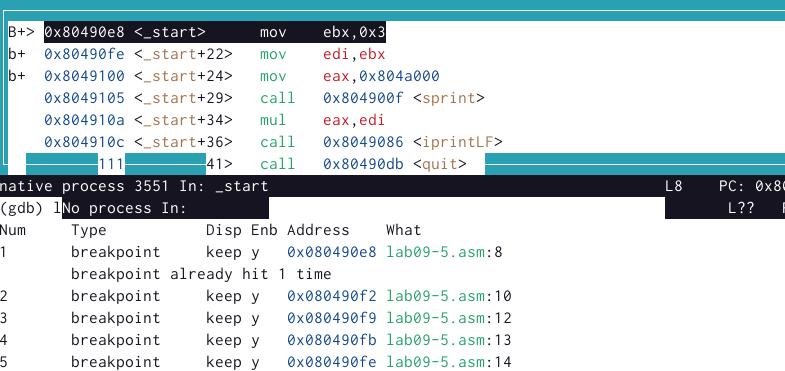 B+> 0x80490e8 <_start> mov ebx,0x3
b+ 0x80490fe <_start+22> mov edi,ebx
b+ 0x8049100 <_start+24> mov eax,0x804a000
0x8049105 <_start+29> call 0x804900f <sprint>
0x804910a <_start+34> mul eax,edi
0x804910c <_start+36> call 0x8049086 <iprintLF>
111 41> call 0x80490db <quit>
native process 3551 In: _start L8 PC: 0x80
(gdb) lNo process In: L??
Num Type Disp Enb Address What
1 breakpoint keep y 0x080490e8 lab09-5.asm:8
breakpoint already hit 1 time
2 breakpoint keep y 0x080490f2 lab09-5.asm:10
3 breakpoint keep y 0x080490f9 lab09-5.asm:12
4 breakpoint keep y 0x080490fb lab09-5.asm:13
5 breakpoint keep y 0x080490fe lab09-5.asm:14